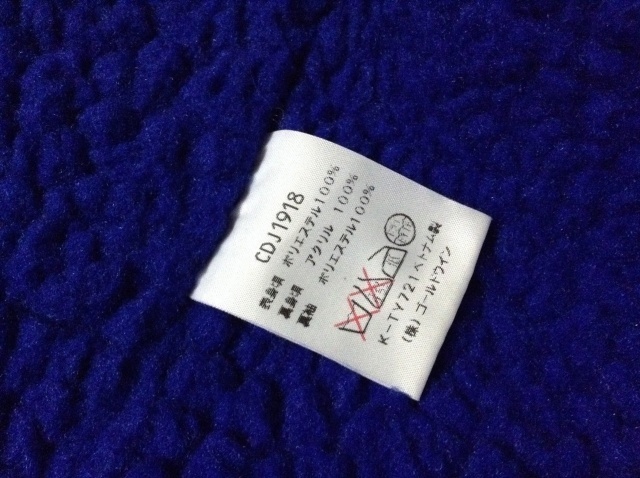 CDJ1918
表身頃 ポリエステル100%
裏身頃 アクリル 100%
裏袖 ポリエステル100%
K-TY721ベトナム製
(株)ゴールドウイン